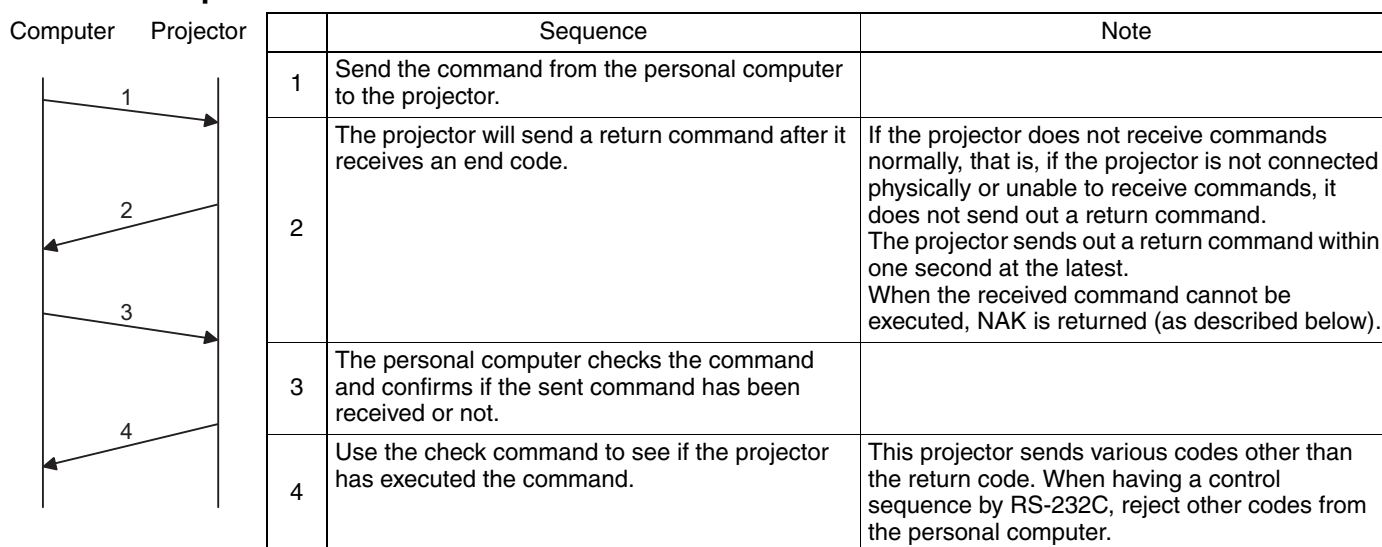 Computer Projector
1
2
3
4
Sequence Note
1
Send the command from the personal computer
to the projector.
2
The projector will send a return command after it
receives an end code.
If the projector does not receive commands
normally, that is, if the projector is not connected
physically or unable to receive commands, it
does not send out a return command.
The projector sends out a return command within
one second at the latest.
When the received command cannot be
executed, NAK is returned (as described below).
3
The personal computer checks the command
and confirms if the sent command has been
received or not.
4
Use the check command to see if the projector
has executed the command.
This projector sends various codes other than
the return code. When having a control
sequence by RS-232C, reject other codes from
the personal computer.